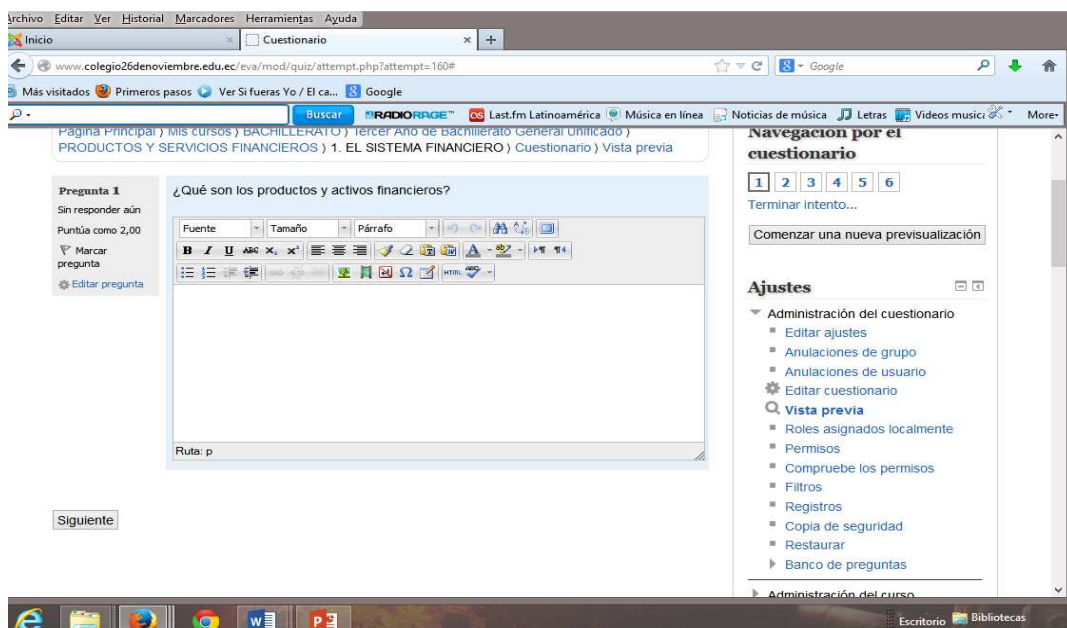 Archivo Editar Ver Historial Marcadores Herramientas Ayuda
Inicio × Cuestionario × +
www.colegio26denoviembre.edu.ec/eva/mod/quiz/attempt.php?attempt=160# Google
Más visitados Primeros pasos Ver Si fueras Yo / El ca... Google
Buscar RADIORAGE™ Last.fm Latinoamérica Música en línea Noticias de música Letras Videos music More
Página Principal ) Mis cursos ) BACHILLERATO ) Tercer Año de Bachillerato General Unificado )
PRODUCTOS Y SERVICIOS FINANCIEROS ) 1. EL SISTEMA FINANCIERO ) Cuestionario ) Vista previa
Pregunta 1
Sin responder aún
Puntúa como 2,00
Marcar
pregunta
Editar pregunta
¿Qué son los productos y activos financieros?
Fuente Tamaño Párrafo
B I U ABC x, x²
Ω HTML
Ruta: p
Siguiente
Navegación por el
cuestionario
1 2 3 4 5 6
Terminar intento...
Comenzar una nueva previsualización
Ajustes
Administración del cuestionario
Editar ajustes
Anulaciones de grupo
Anulaciones de usuario
Editar cuestionario
Vista previa
Roles asignados localmente
Permisos
Compruebe los permisos
Filtros
Registros
Copia de seguridad
Restaurar
Banco de preguntas
Administración del curso
Escritorio Bibliotecas